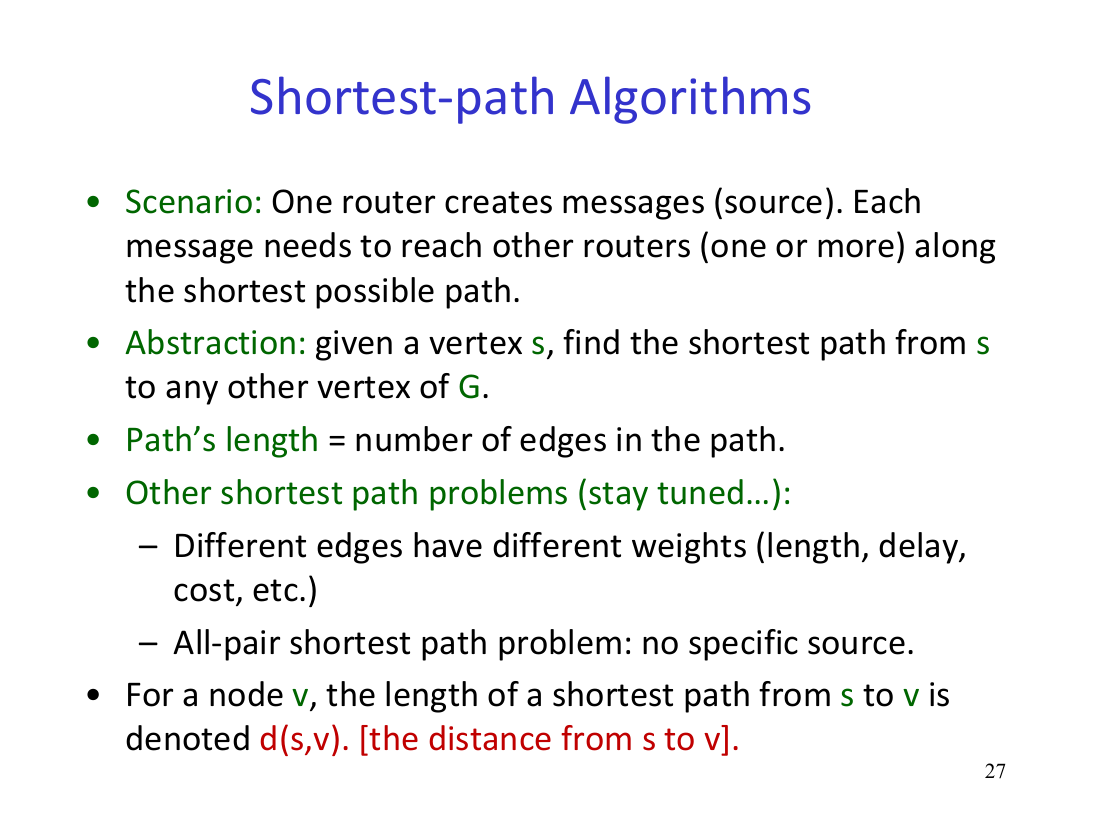 Shortest-path Algorithms
• Scenario: One router creates messages (source). Each
message needs to reach other routers (one or more) along
the shortest possible path.
• Abstraction: given a vertex s, find the shortest path from s
to any other vertex of G.
• Path’s length = number of edges in the path.
• Other shortest path problems (stay tuned…):
– Different edges have different weights (length, delay,
cost, etc.)
– All-pair shortest path problem: no specific source.
• For a node v, the length of a shortest path from s to v is
denoted d(s,v). [the distance from s to v].
27